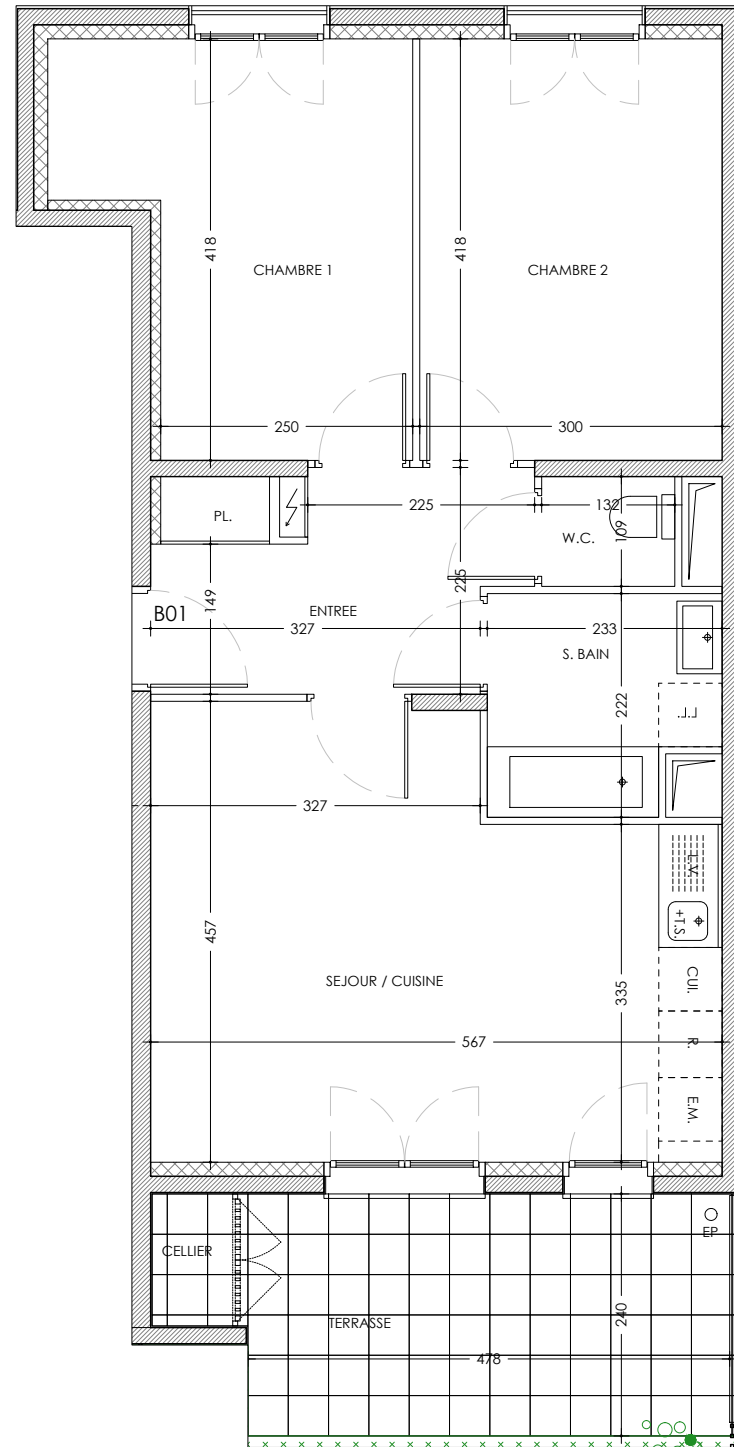 418
418
CHAMBRE 1
CHAMBRE 2
250
300
PL.
225
132
109
W.C.
B01
149
ENTREE
327
225
233
S. BAIN
222
L.L.
327
457
L.V.
+T.S.
SEJOUR / CUISINE
CUI.
335
567
R.
E.M.
EP
CELLIER
TERRASSE
240
478